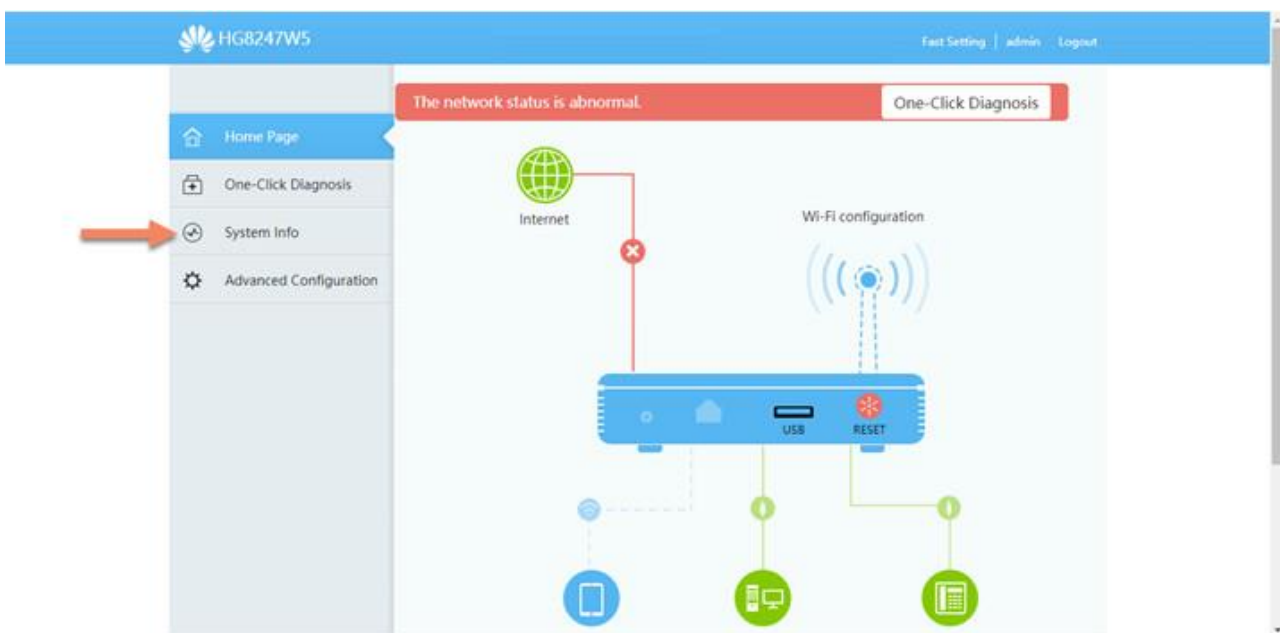 HG8247W5
Fast Setting | admin Logout
The network status is abnormal.
One-Click Diagnosis
Home Page
One-Click Diagnosis
System Info
Advanced Configuration
Internet
Wi-Fi configuration
USB
RESET